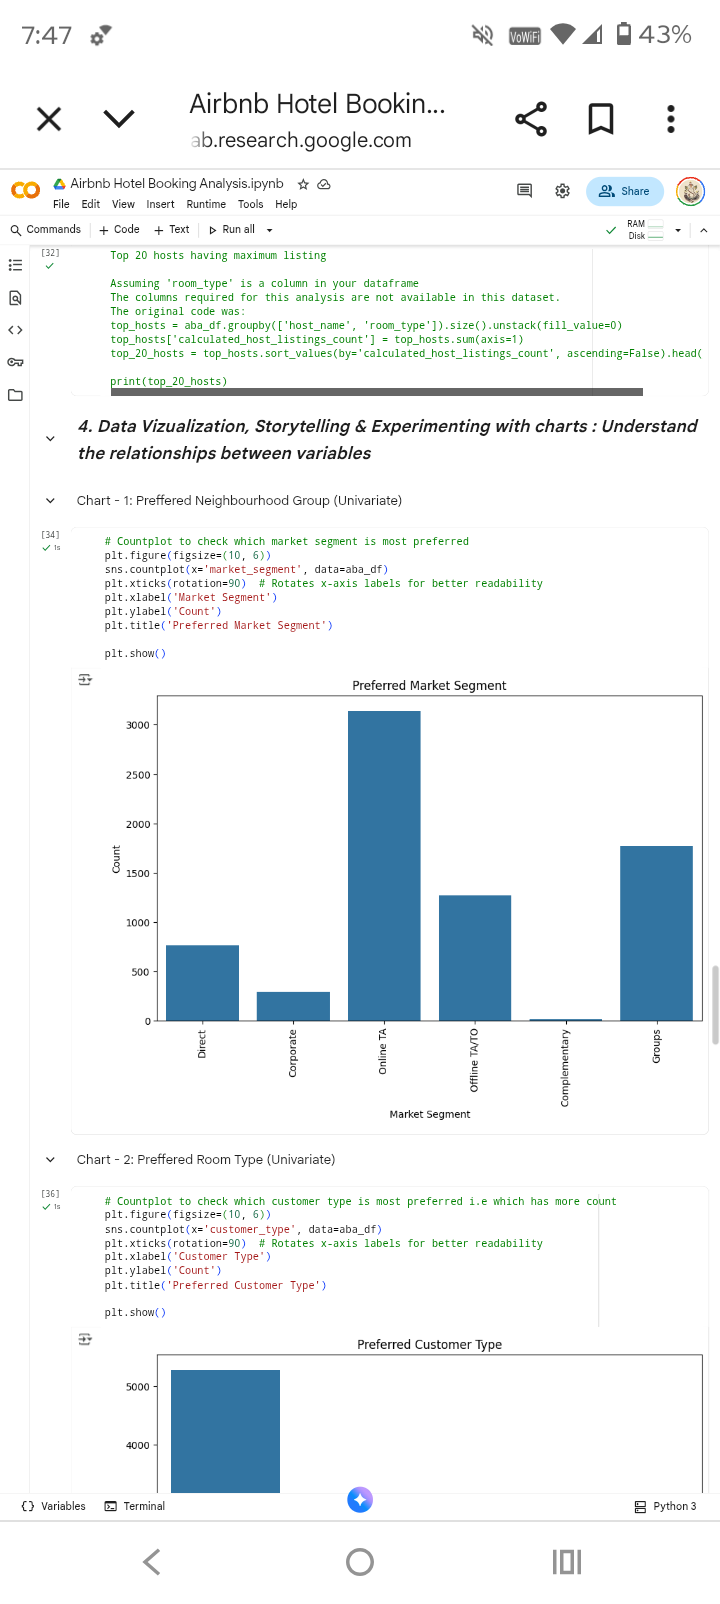 7:47
VoWiFi
43%
Airbnb Hotel Bookin...
ab.research.google.com
Airbnb Hotel Booking Analysis.ipynb
File Edit View Insert Runtime Tools Help
Share
Commands + Code + Text Run all
RAM
Disk
[32]
Top 20 hosts having maximum listing
Assuming 'room_type' is a column in your dataframe
The columns required for this analysis are not available in this dataset.
The original code was:
top_hosts = aba_df.groupby(['host_name', 'room_type']).size().unstack(fill_value=0)
top_hosts['calculated_host_listings_count'] = top_hosts.sum(axis=1)
top_20_hosts = top_hosts.sort_values(by='calculated_host_listings_count', ascending=False).head(
print(top_20_hosts)
4. Data Vizualization, Storytelling & Experimenting with charts : Understand
the relationships between variables
Chart - 1: Preffered Neighbourhood Group (Univariate)
[34]
1s
# Countplot to check which market segment is most preferred
plt.figure(figsize=(10, 6))
sns.countplot(x='market_segment', data=aba_df)
plt.xticks(rotation=90)  # Rotates x-axis labels for better readability
plt.xlabel('Market Segment')
plt.ylabel('Count')
plt.title('Preferred Market Segment')
plt.show()
Preferred Market Segment
3000
2500
2000
1500
1000
500
0
Count
Direct
Corporate
Online TA
Offline TA/TO
Complementary
Groups
Market Segment
Chart - 2: Preffered Room Type (Univariate)
[36]
1s
# Countplot to check which customer type is most preferred i.e which has more count
plt.figure(figsize=(10, 6))
sns.countplot(x='customer_type', data=aba_df)
plt.xticks(rotation=90)  # Rotates x-axis labels for better readability
plt.xlabel('Customer Type')
plt.ylabel('Count')
plt.title('Preferred Customer Type')
plt.show()
Preferred Customer Type
5000
4000
Variables
Terminal
Python 3